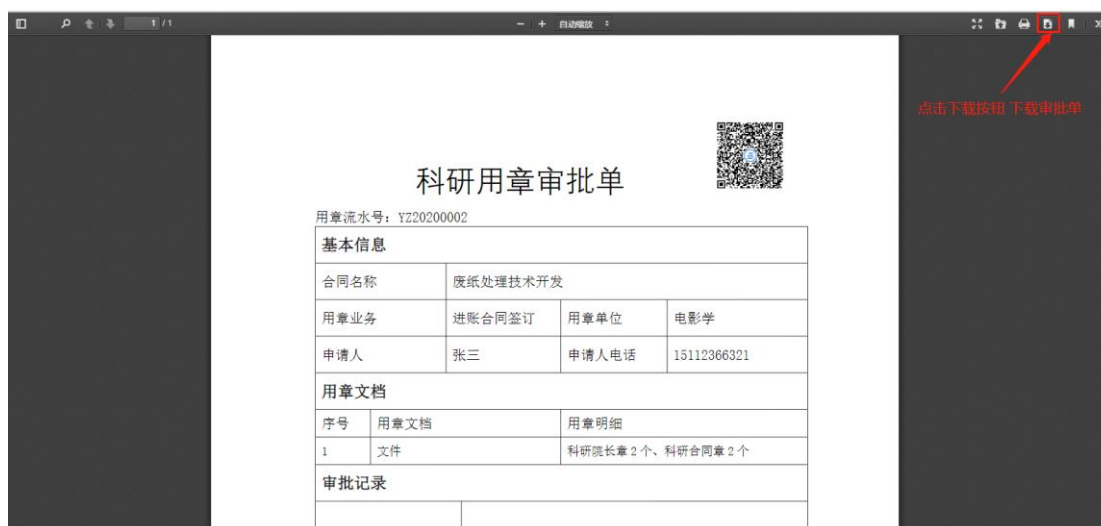 1 / 1
自动缩放
点击下载按钮 下载审批单
科研用章审批单
用章流水号：YZ20200002
基本信息
合同名称 废纸处理技术开发
用章业务 进账合同签订 用章单位 电影学
申请人 张三 申请人电话 15112366321
用章文档
序号 用章文档 用章明细
1 文件 科研院长章 2 个、科研合同章 2 个
审批记录